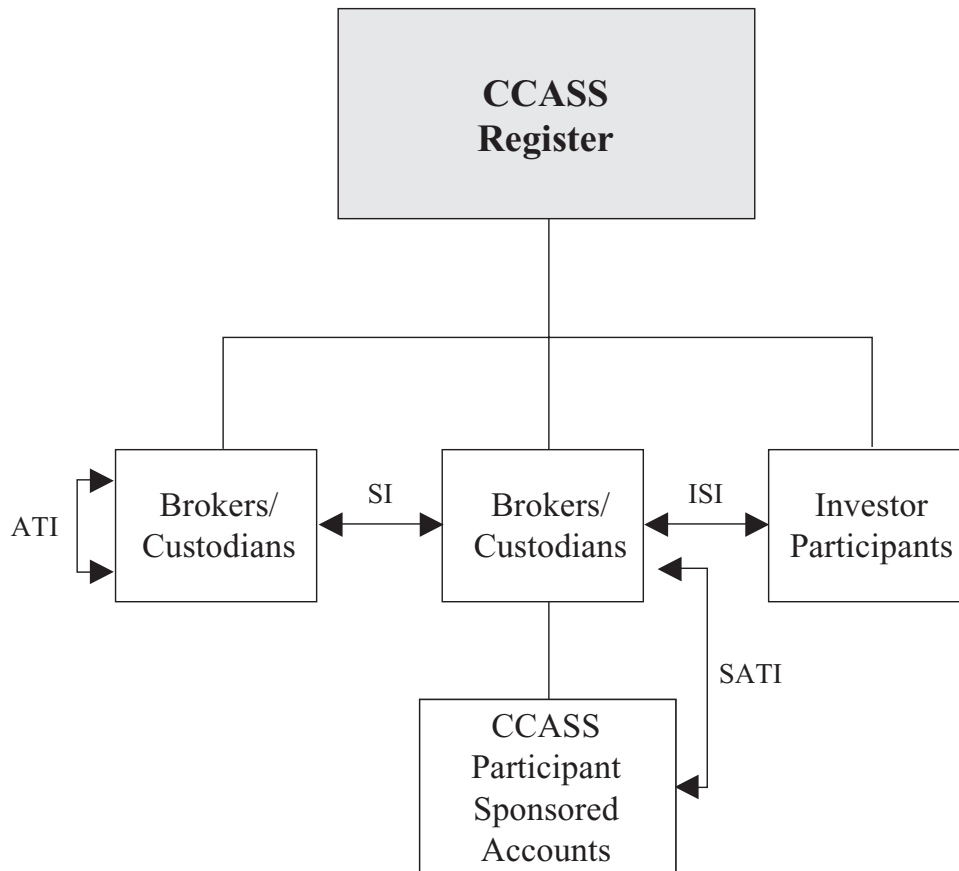 CCASS
Register
ATI
Brokers/
Custodians
SI
Brokers/
Custodians
ISI
Investor
Participants
SATI
CCASS
Participant
Sponsored
Accounts